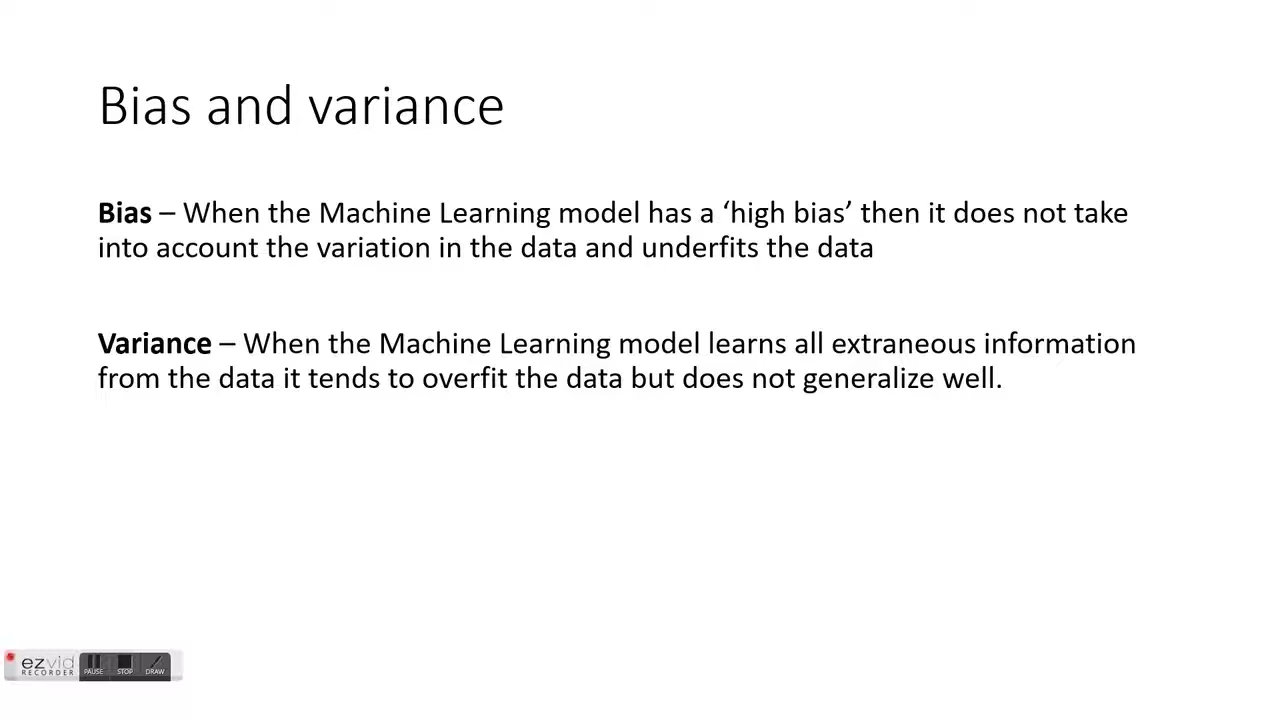 Bias and variance
Bias – When the Machine Learning model has a ‘high bias’ then it does not take
into account the variation in the data and underfits the data
Variance – When the Machine Learning model learns all extraneous information
from the data it tends to overfit the data but does not generalize well.
ezvid
RECORDER
PAUSE STOP DRAW